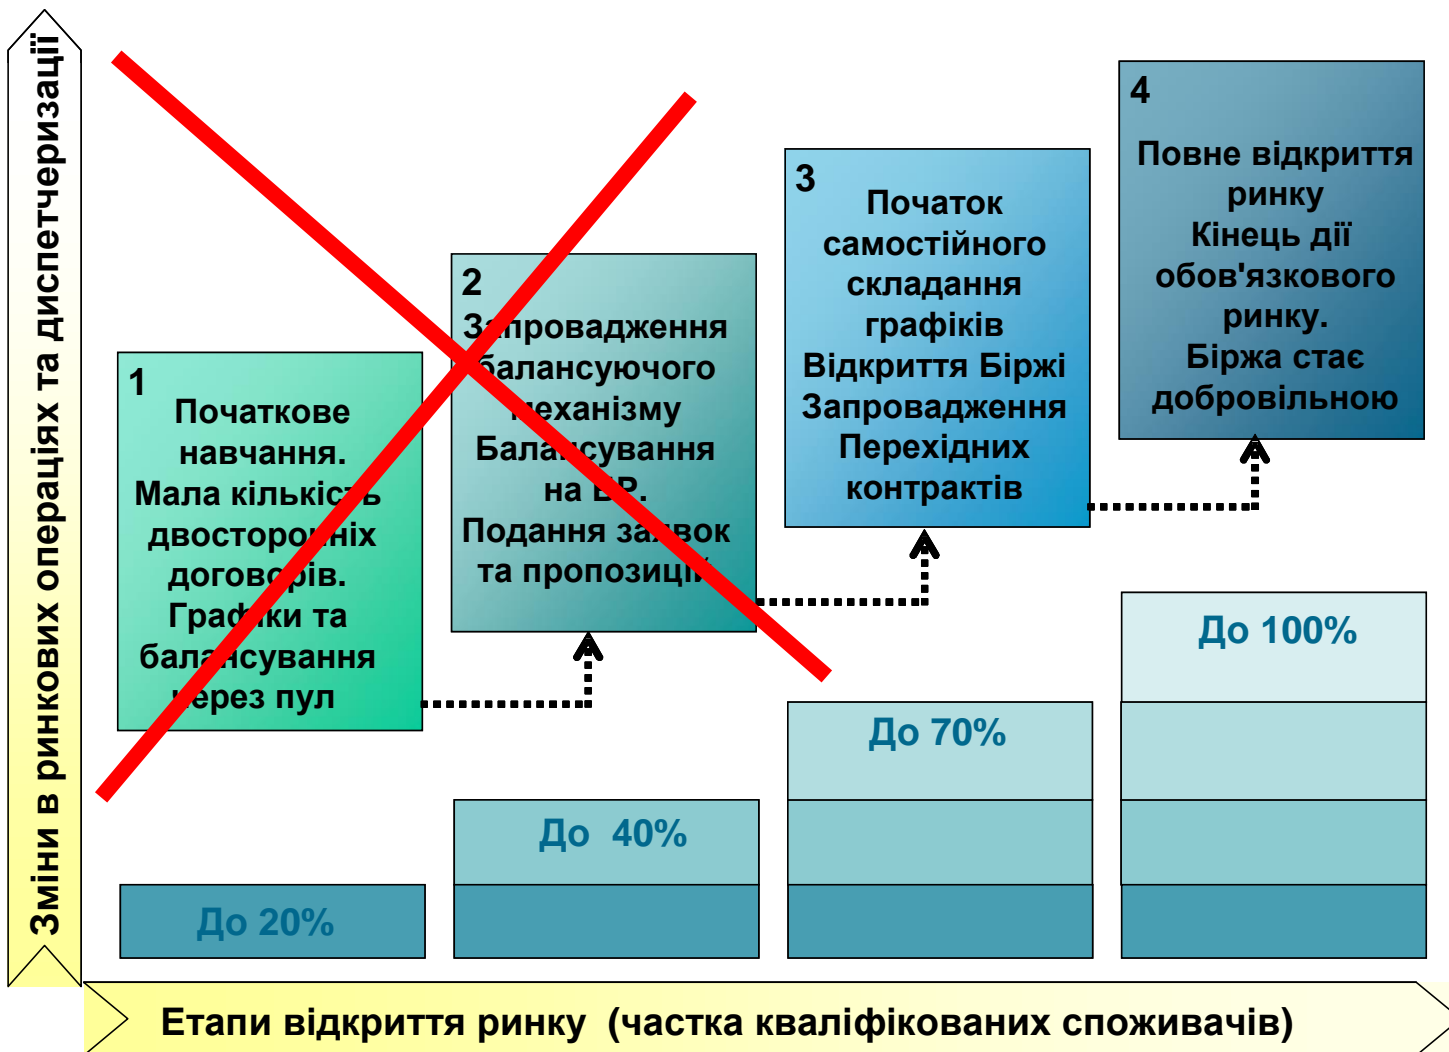 Зміни в ринкових операціях та диспетчеризації
1
Початкове
навчання.
Мала кількість
двосторонніх
договорів.
Графіки та
балансування
через пул
2
Запровадження
балансуючого
механізму
Балансування
на БР.
Подання заявок
та пропозицій
3
Початок
самостійного
складання
графіків
Відкриття Біржі
Запровадження
Перехідних
контрактів
4
Повне відкриття
ринку
Кінець дії
обов'язкового
ринку.
Біржа стає
добровільною
До 20%
До 40%
До 70%
До 100%
Етапи відкриття ринку (частка кваліфікованих споживачів)